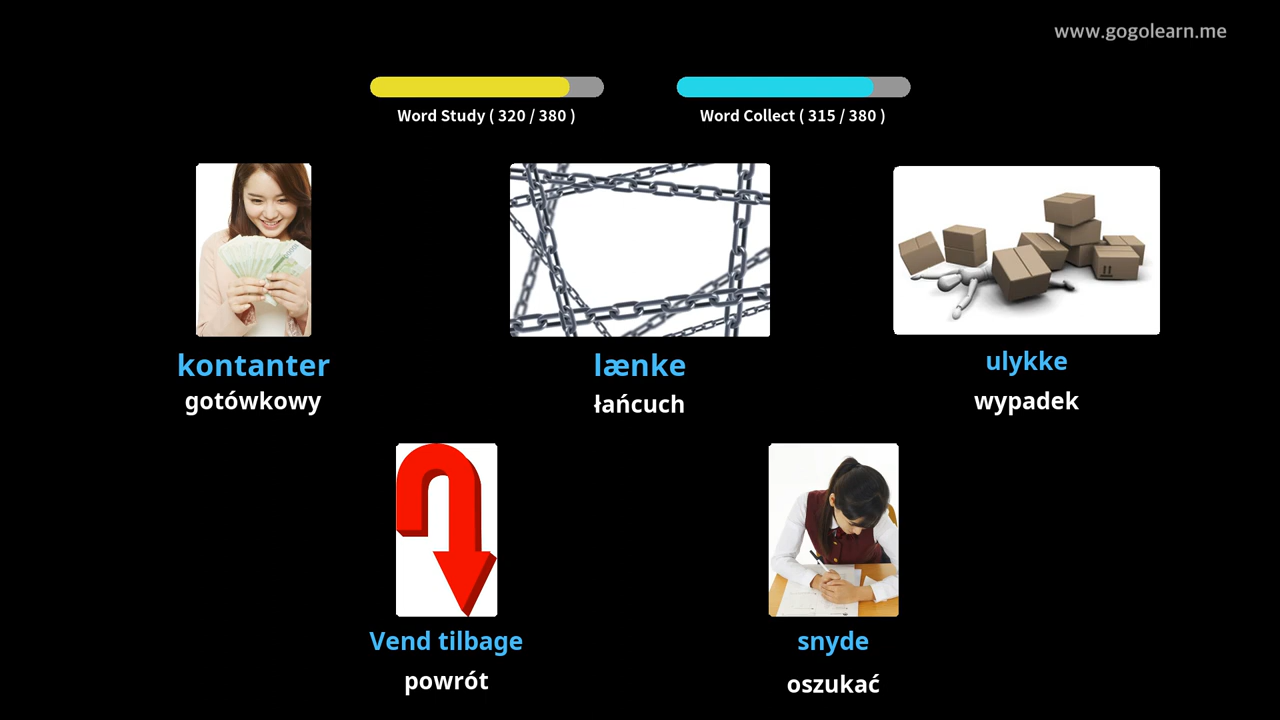 www.gogolearn.me
Word Study ( 320 / 380 )
Word Collect ( 315 / 380 )
kontanter
gotówkowy
lænke
łańcuch
ulykke
wypadek
Vend tilbage
powrót
snyde
oszukać